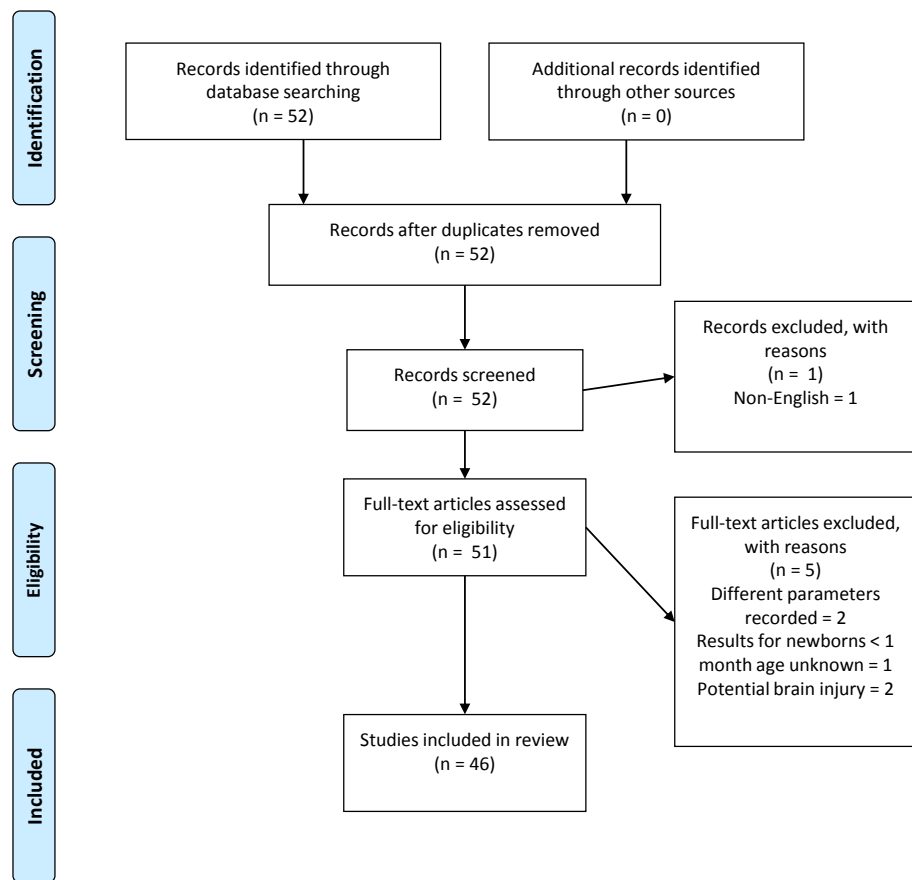 Identification
Records identified through
database searching
(n = 52)
Additional records identified
through other sources
(n = 0)
Records after duplicates removed
(n = 52)
Screening
Records screened
(n = 52)
Records excluded, with
reasons
(n = 1)
Non-English = 1
Eligibility
Full-text articles assessed
for eligibility
(n = 51)
Full-text articles excluded,
with reasons
(n = 5)
Different parameters
recorded = 2
Results for newborns < 1
month age unknown = 1
Potential brain injury = 2
Included
Studies included in review
(n = 46)